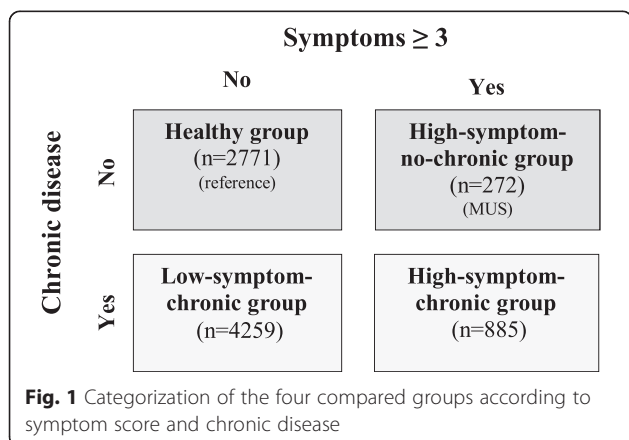 Symptoms ≥ 3
No
Yes
Chronic disease
No
Healthy group
(n=2771)
(reference)
High-symptom-
no-chronic group
(n=272)
(MUS)
Yes
Low-symptom-
chronic group
(n=4259)
High-symptom-
chronic group
(n=885)
Fig. 1 Categorization of the four compared groups according to
symptom score and chronic disease